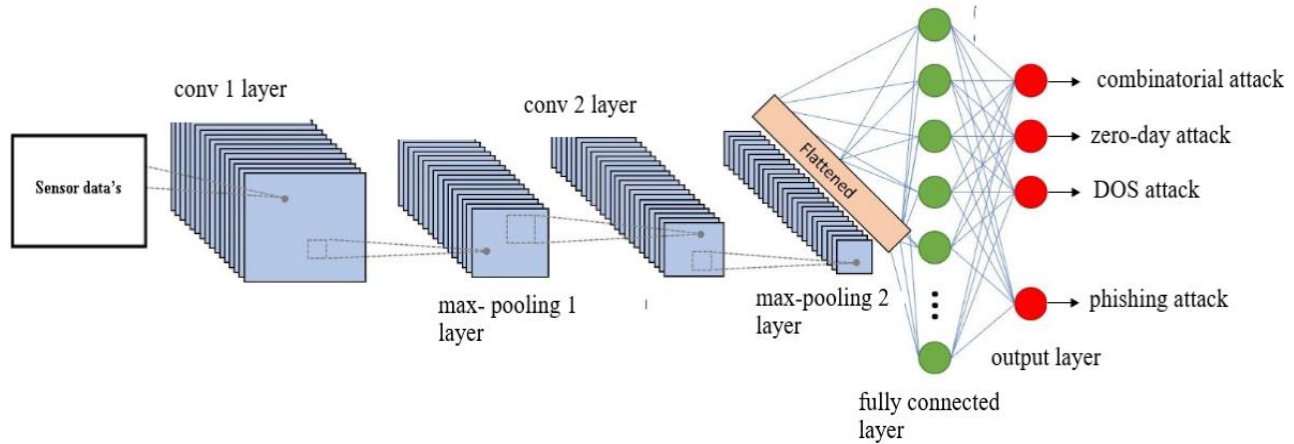 Sensor data's
conv 1 layer
max- pooling 1
layer
conv 2 layer
max-pooling 2
layer
Flattened
fully connected
layer
output layer
combinatorial attack
zero-day attack
DOS attack
phishing attack